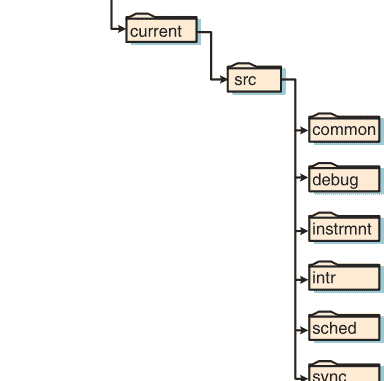 current
src
common
debug
instrmnt
intr
sched
sync